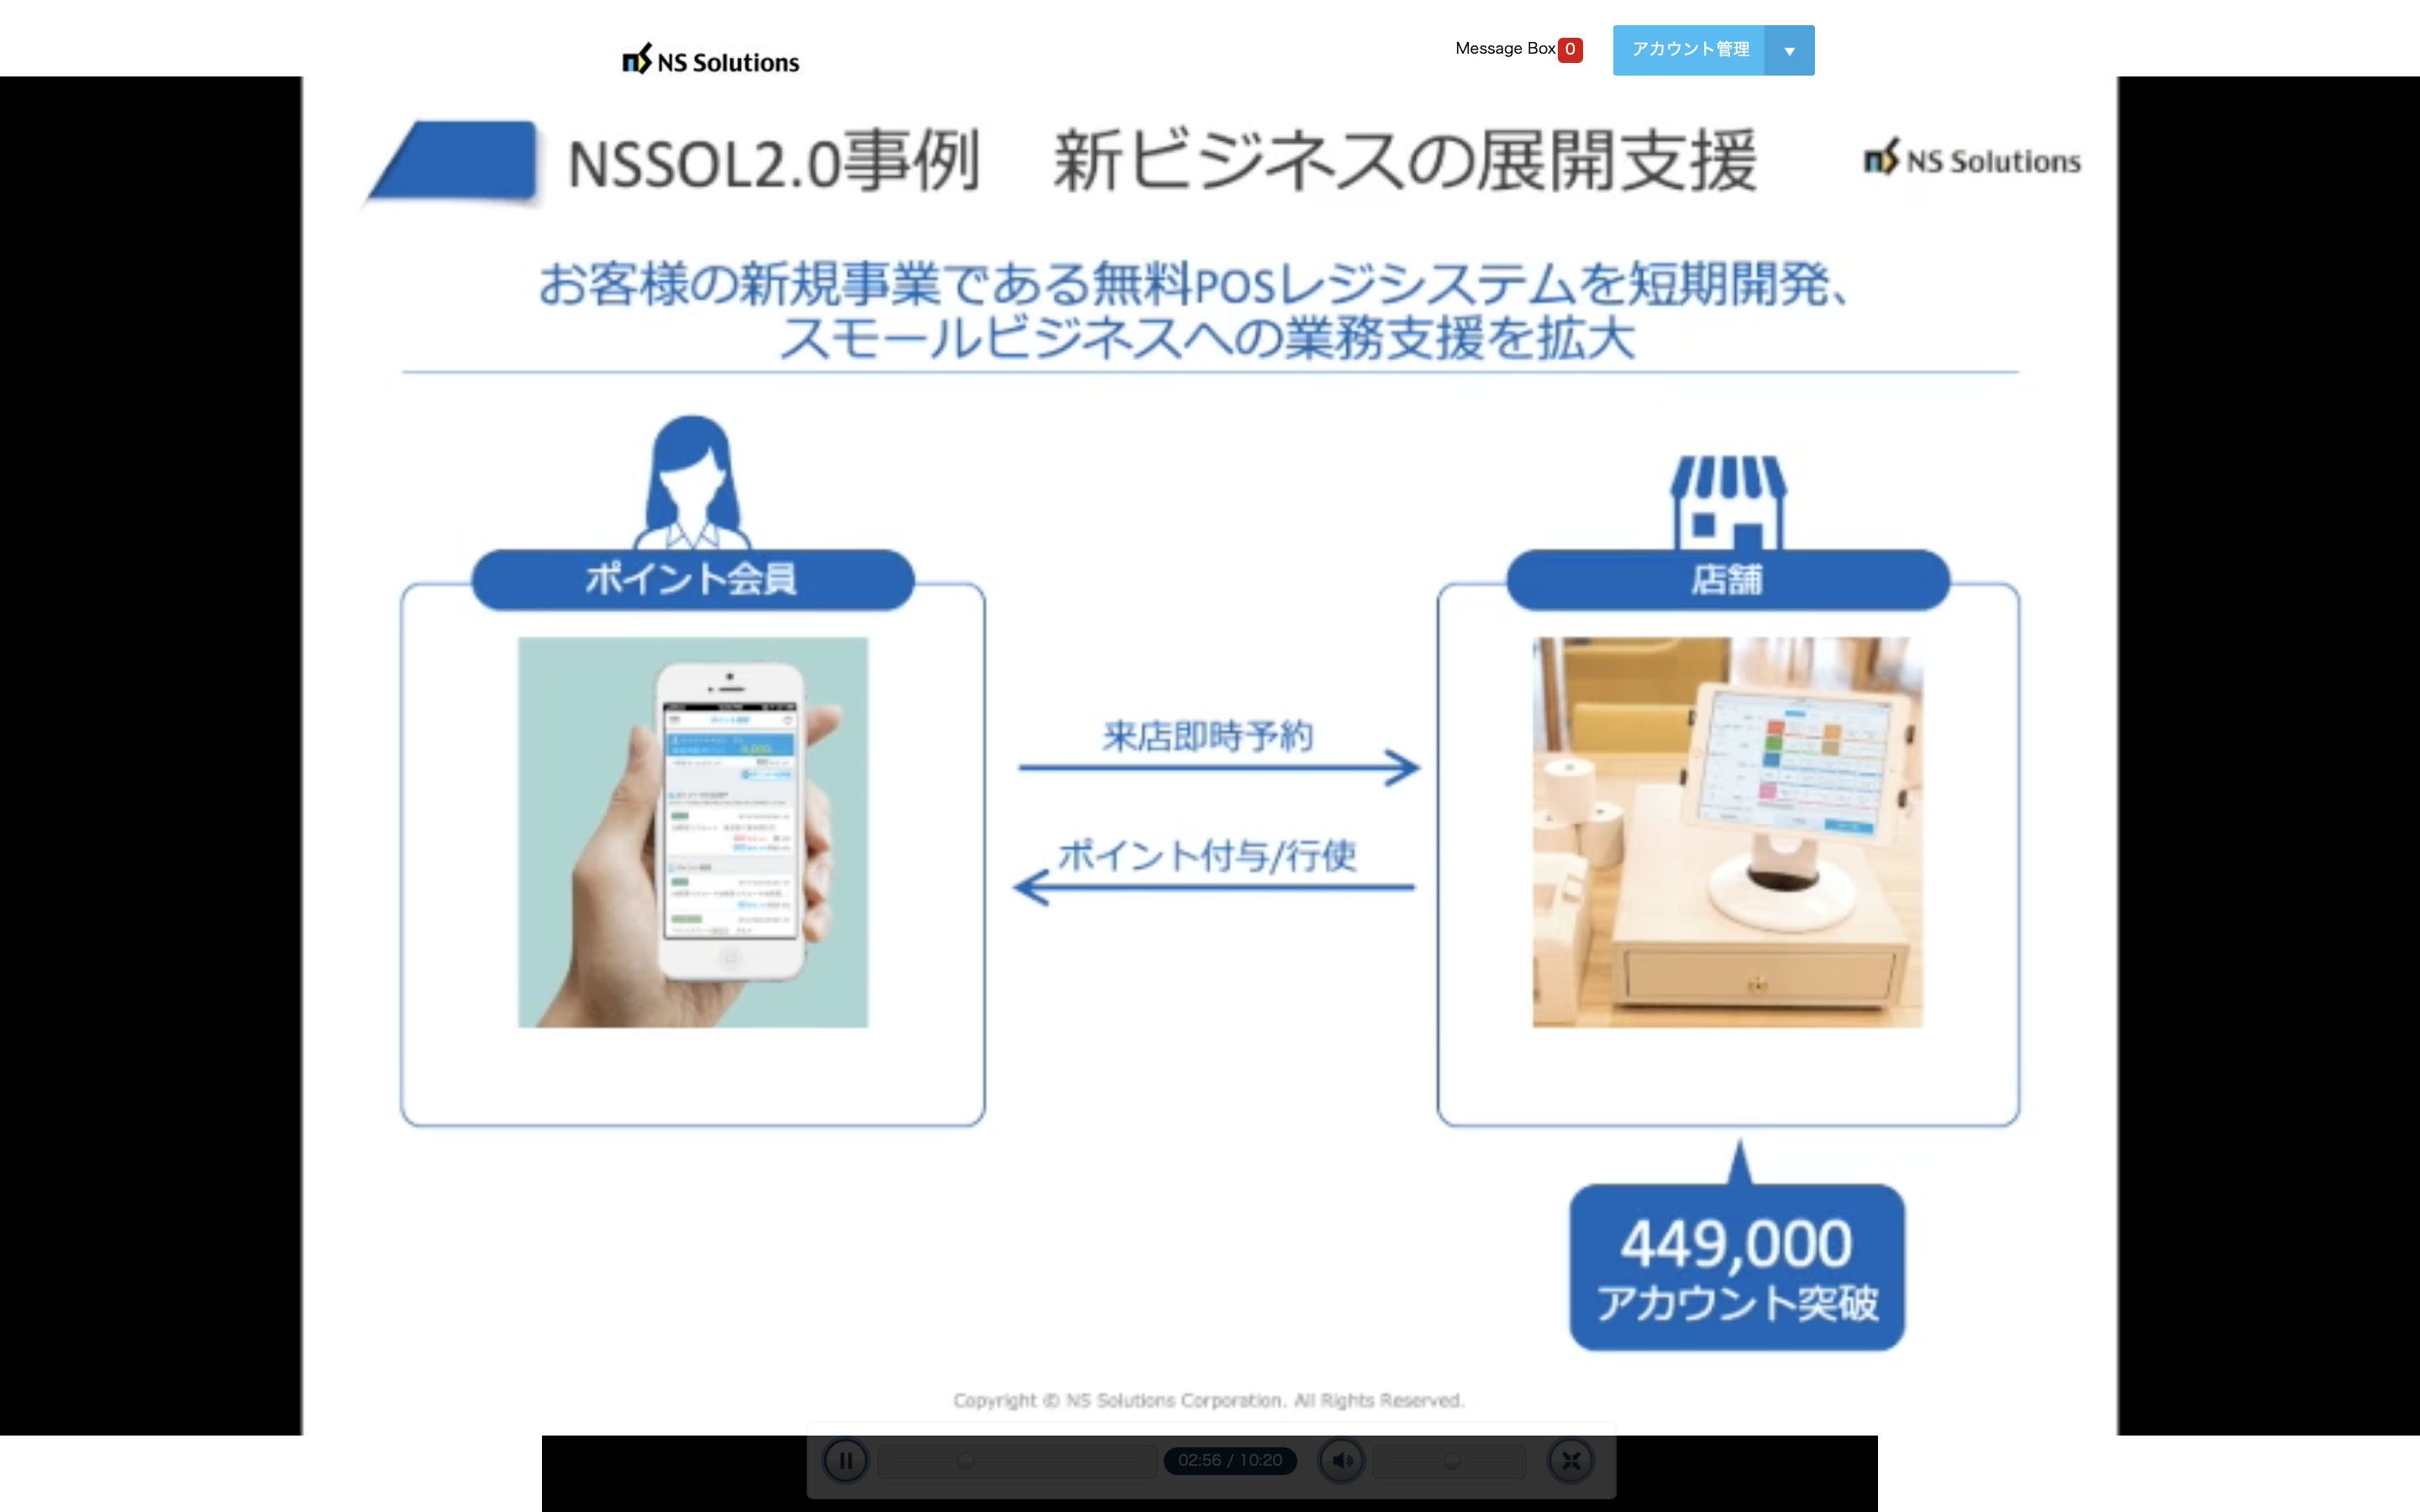 NS Solutions
Message Box 0
アカウント管理
NSSOL2.0事例 新ビジネスの展開支援
NS Solutions
お客様の新規事業である無料POSレジシステムを短期開発、
スモールビジネスへの業務支援を拡大
ポイント会員
店舗
来店即時予約
ポイント付与/行使
449,000
アカウント突破
Copyright © NS Solutions Corporation. All Rights Reserved.
02:56 / 10:20